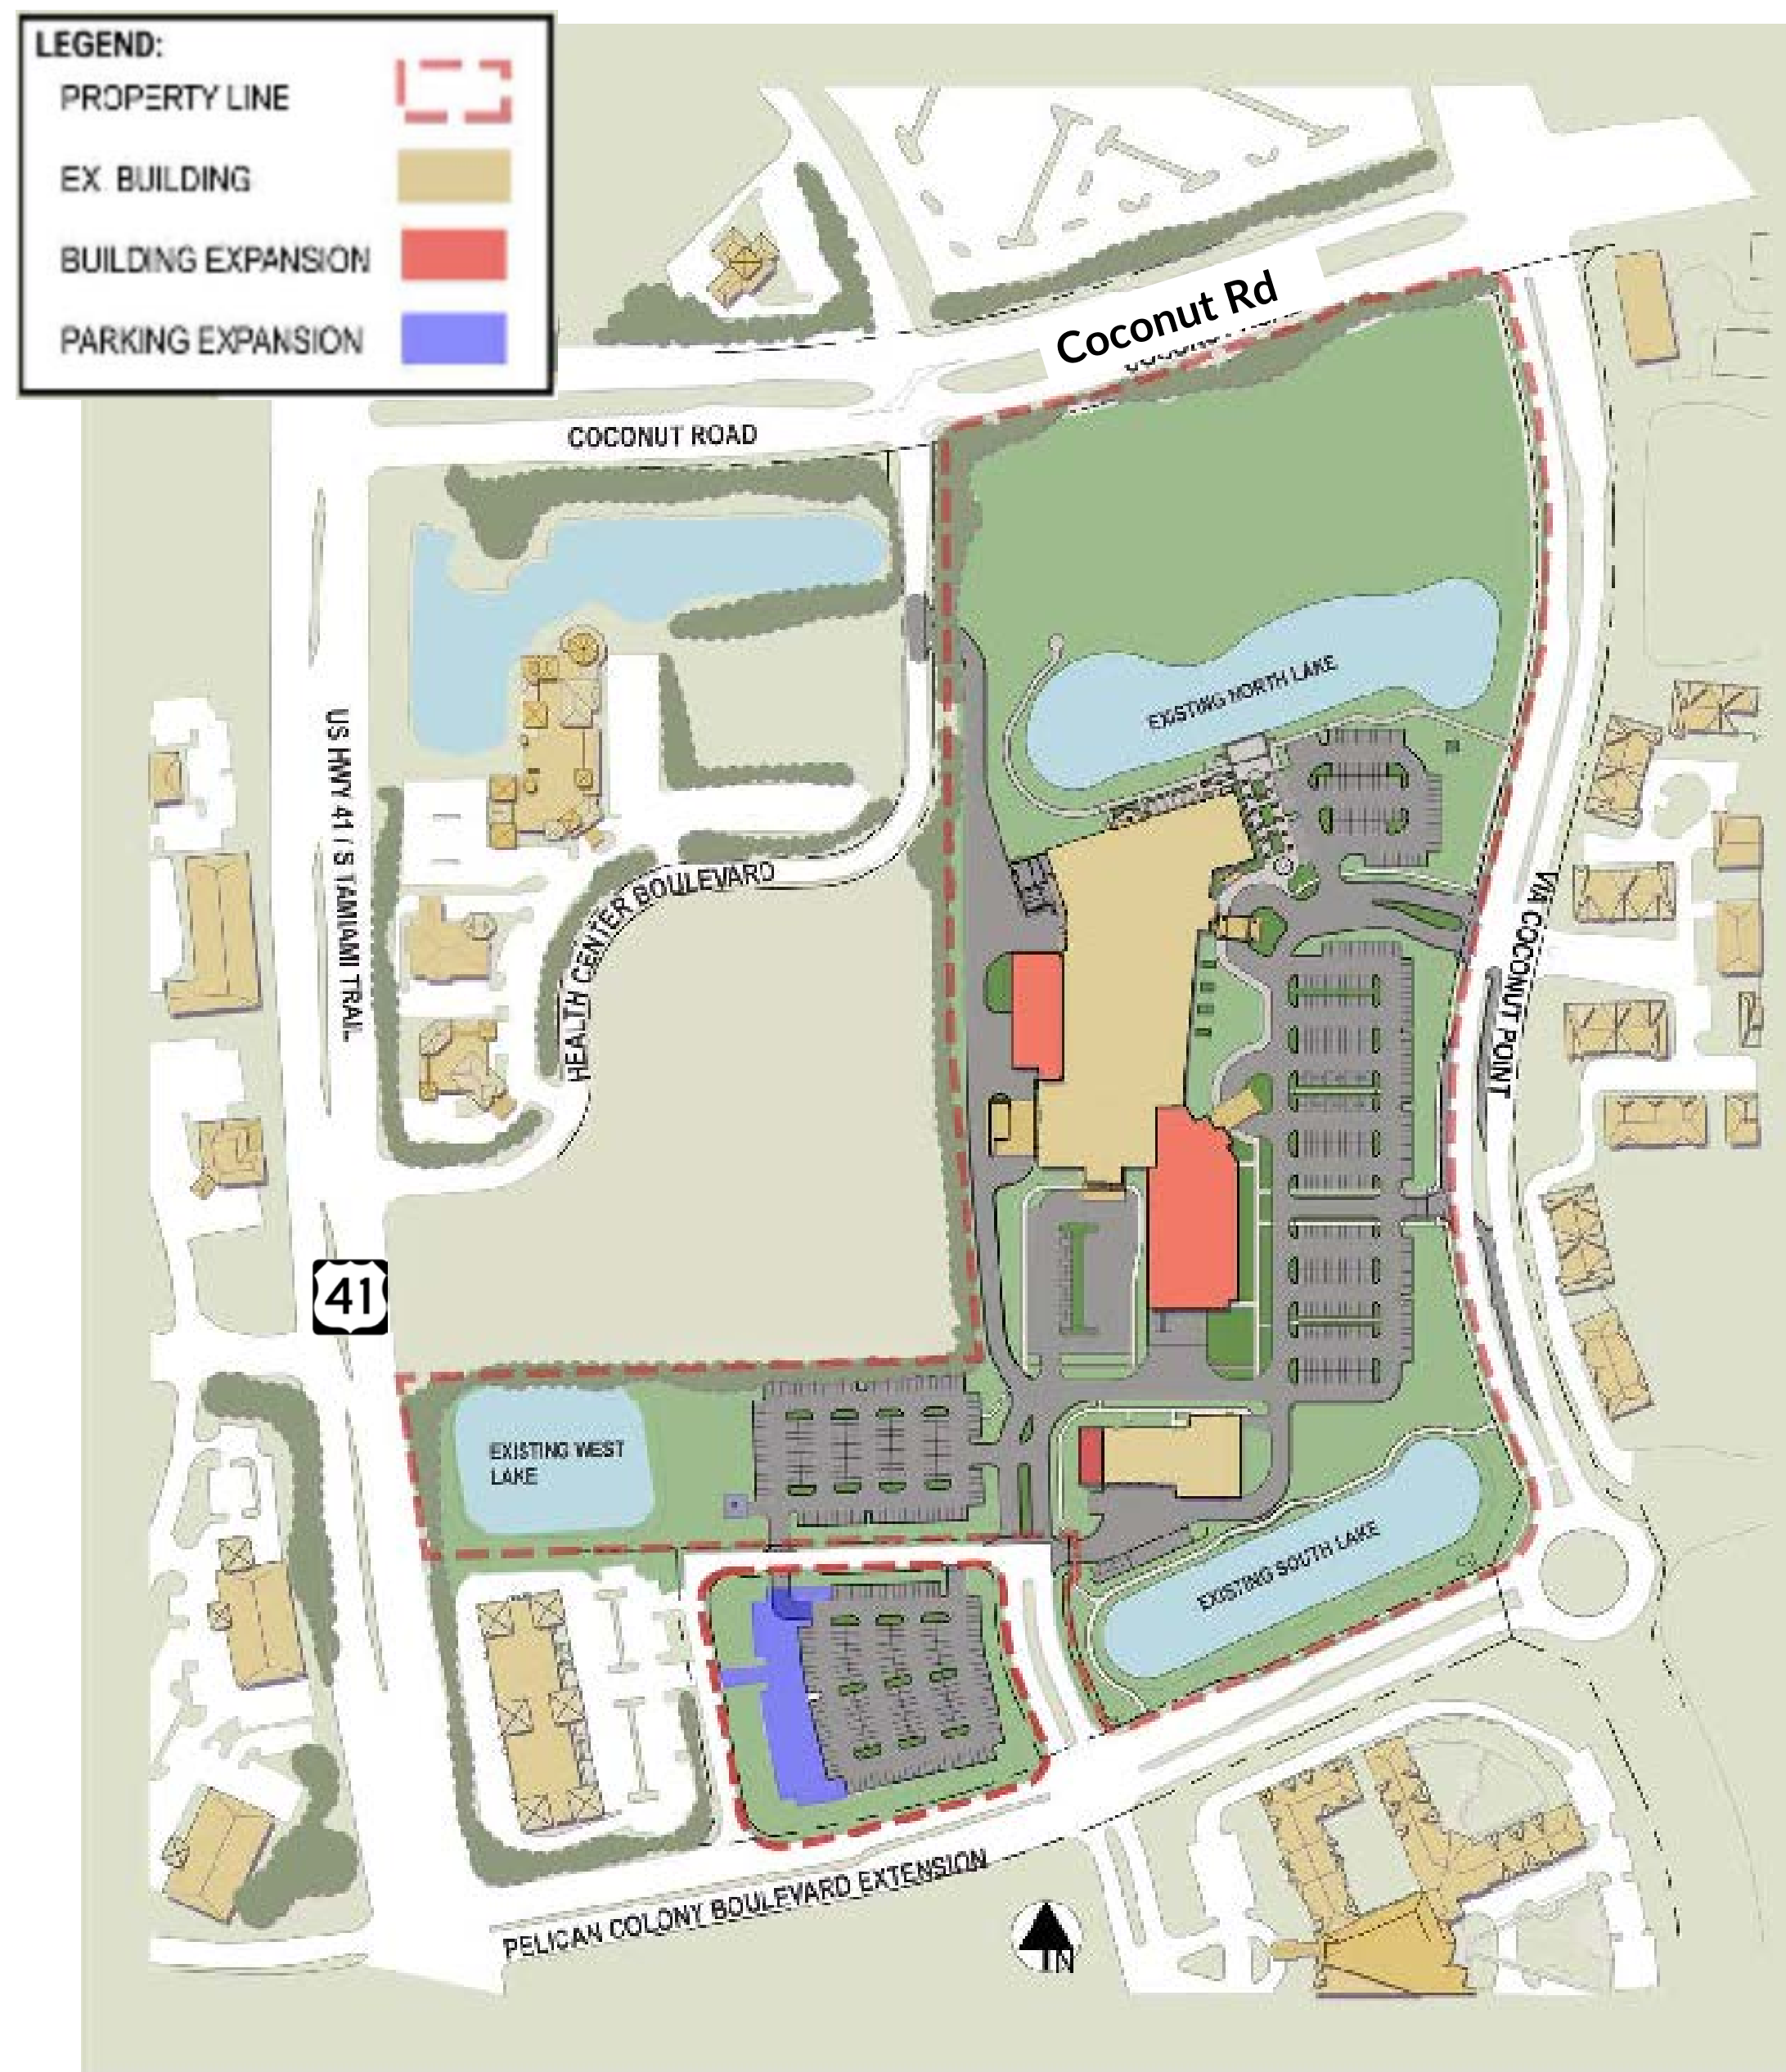 LEGEND:
PROPERTY LINE
EX. BUILDING
BUILDING EXPANSION
PARKING EXPANSION
Coconut Rd
COCONUT ROAD
EXISTING NORTH LAKE
US HWY 41 / S TAMIAMI TRAIL
HEALTH CENTER BOULEVARD
VIA COCONUT POINT
41
EXISTING WEST
LAKE
EXISTING SOUTH LAKE
PELICAN COLONY BOULEVARD EXTENSION
N